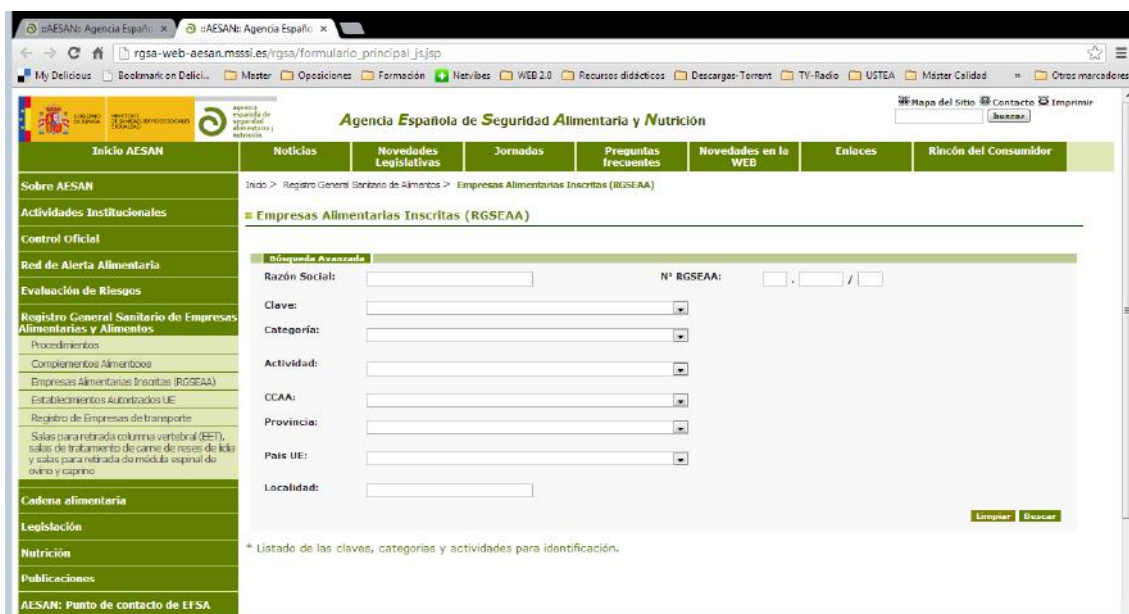 ::AESAN:: Agencia Españo
::AESAN:: Agencia Españo
rgsa-web-aesan.msssi.es/rgsa/formulario_principal_js.jsp
My Delicious Bookmark on Delici... Master Oposiciones Formación Netvibes WEB 2.0 Recursos didácticos Descargas-Torrent TV-Radio USTEA Máster Calidad » Otros marcadores
Mapa del Sitio Contacto Imprimir
buscar
GOBIERNO DE ESPAÑA
agencia
española de
seguridad
alimentaria y
nutrición
Agencia Española de Seguridad Alimentaria y Nutrición
Inicio AESAN Noticias Novedades Legislativas Jornadas Preguntas frecuentes Novedades en la WEB Enlaces Rincón del Consumidor
Sobre AESAN
Actividades Institucionales
Control Oficial
Red de Alerta Alimentaria
Evaluación de Riesgos
Registro General Sanitario de Empresas
Alimentarias y Alimentos
Procedimientos
Complementos Alimenticios
Empresas Alimentarias Inscritas (RGSEAA)
Establecimientos Autorizados UE
Registro de Empresas de transporte
Salas para retirada columna vertebral (EET),
salas de tratamiento de carne de reses de lidia
y salas para retirada de médula espinal de
ovino y caprino
Cadena alimentaria
Legislación
Nutrición
Publicaciones
AESAN: Punto de contacto de EFSA
Inicio > Registro General Sanitario de Alimentos > Empresas Alimentarias Inscritas (RGSEAA)
Empresas Alimentarias Inscritas (RGSEAA)
Búsqueda Avanzada
Razón Social: Nº RGSEAA: . /
Clave:
Categoría:
Actividad:
CCAA:
Provincia:
País UE:
Localidad:
Limpiar Buscar
* Listado de las claves, categorías y actividades para identificación.